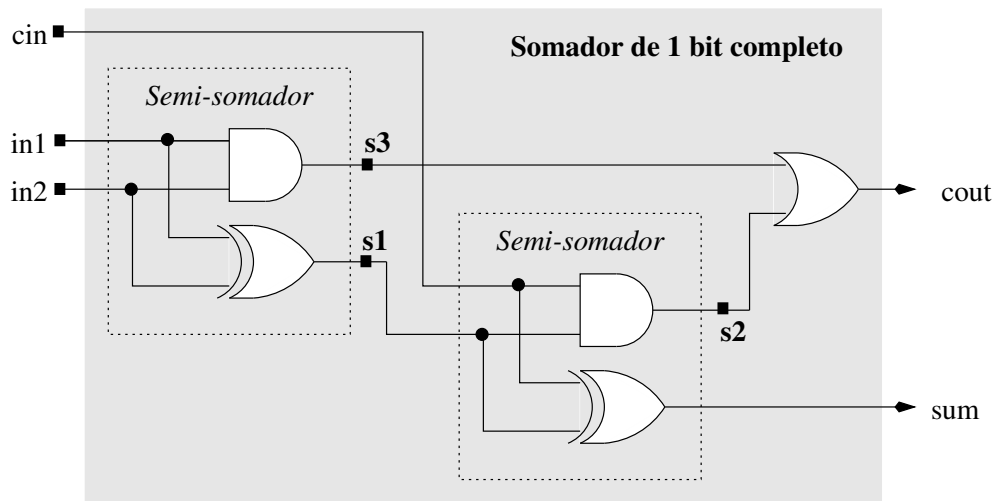 cin
Somador de 1 bit completo
Semi-somador
in1
s3
in2
cout
s1
Semi-somador
s2
sum